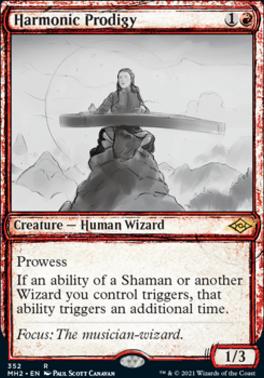 Harmonic Prodigy 1
Creature — Human Wizard
Prowess
If an ability of a Shaman or another
Wizard you control triggers, that
ability triggers an additional time.
Focus: The musician-wizard.
1/3
352 R
MH2 • EN PAUL SCOTT CANAVAN ™ & © 2021 Wizards of the Coast